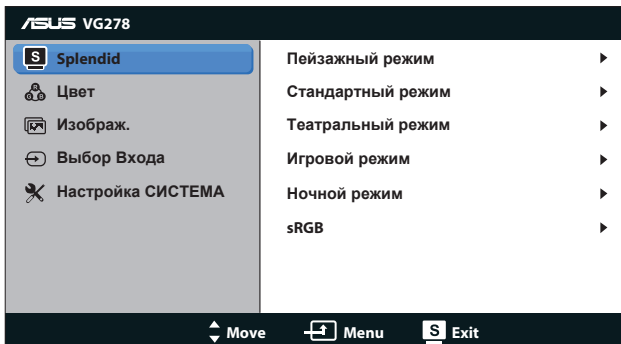 ASUS VG278
S Splendid
Цвет
Изображ.
Выбор Входа
Настройка СИСТЕМА
Пейзажный режим
Стандартный режим
Театральный режим
Игровой режим
Ночной режим
sRGB
Move Menu S Exit